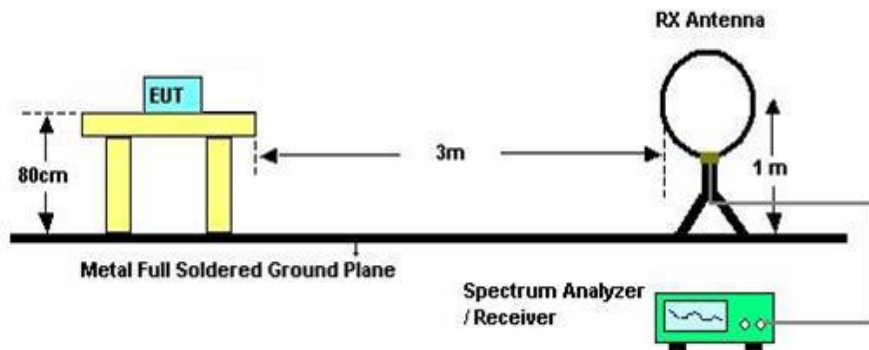 RX Antenna
EUT
80cm
3m
1 m
Metal Full Soldered Ground Plane
Spectrum Analyzer
/ Receiver